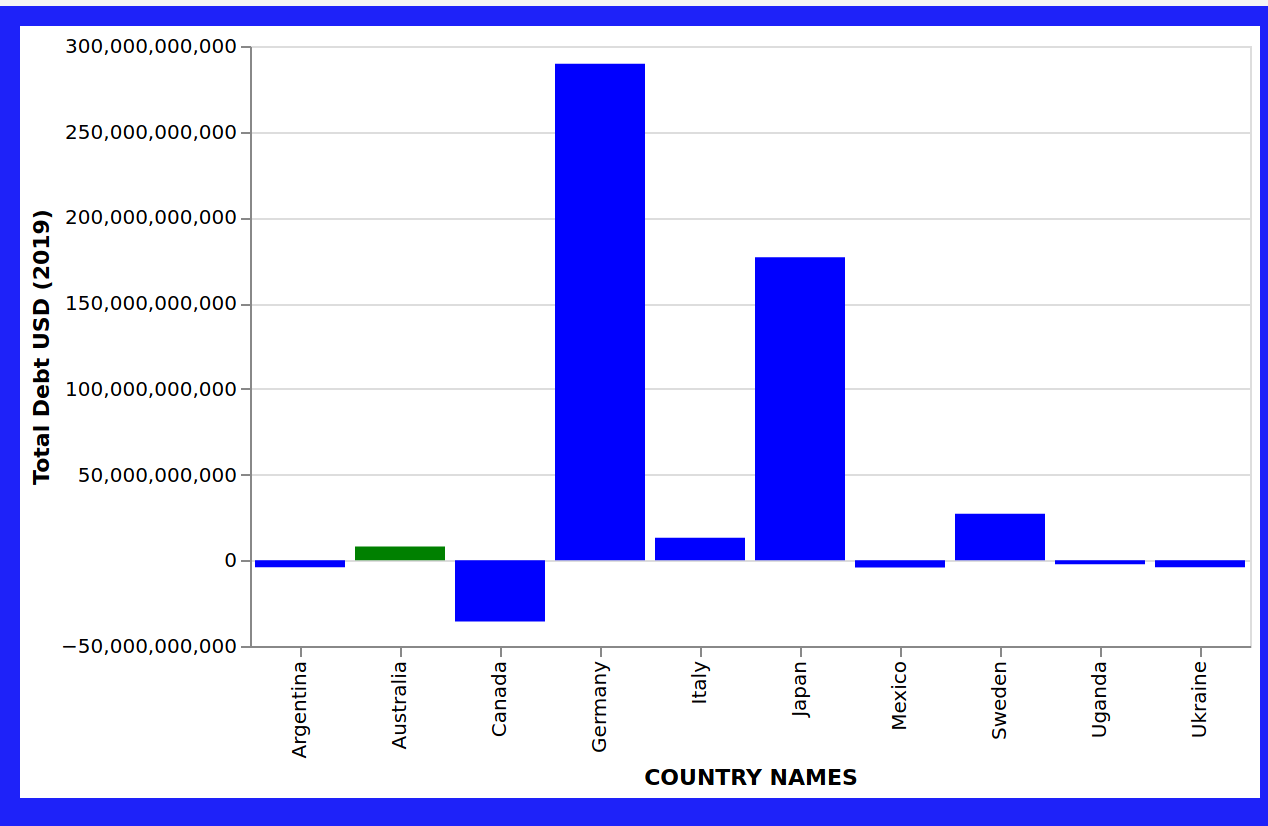 300,000,000,000
250,000,000,000
200,000,000,000
150,000,000,000
100,000,000,000
50,000,000,000
0
−50,000,000,000
Total Debt USD (2019)
Argentina
Australia
Canada
Germany
Italy
Japan
Mexico
Sweden
Uganda
Ukraine
COUNTRY NAMES